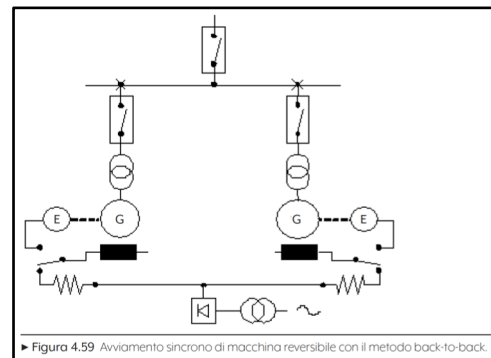 E
G
G
E
► Figura 4.59 Avviamento sincrono di macchina reversibile con il metodo back-to-back.